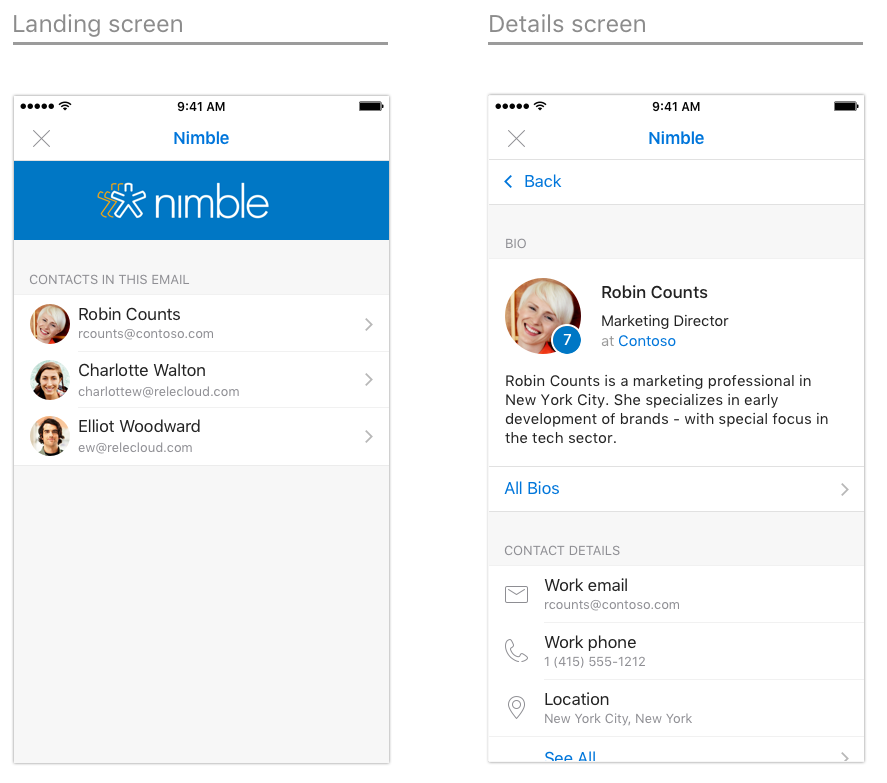 Landing screen
9:41 AM
Nimble
nimble
CONTACTS IN THIS EMAIL
Robin Counts
rcounts@contoso.com
Charlotte Walton
charlottew@relecloud.com
Elliot Woodward
ew@relecloud.com
Details screen
9:41 AM
Nimble
Back
BIO
7
Robin Counts
Marketing Director
at Contoso
Robin Counts is a marketing professional in
New York City. She specializes in early
development of brands - with special focus in
the tech sector.
All Bios
CONTACT DETAILS
Work email
rcounts@contoso.com
Work phone
1 (415) 555-1212
Location
New York City, New York
See All